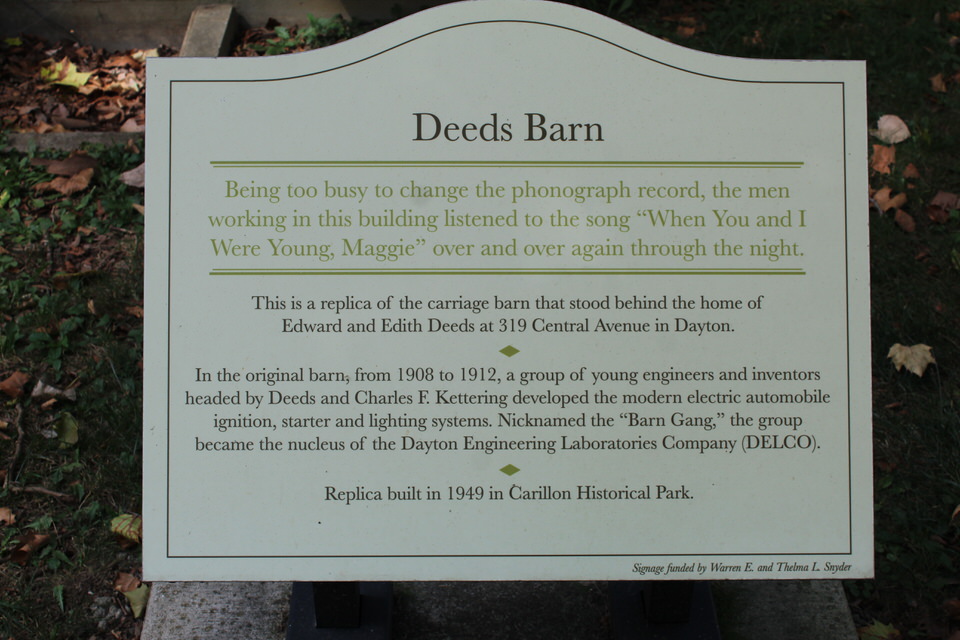 Deeds Barn
Being too busy to change the phonograph record, the men
working in this building listened to the song “When You and I
Were Young, Maggie” over and over again through the night.
This is a replica of the carriage barn that stood behind the home of
Edward and Edith Deeds at 319 Central Avenue in Dayton.
In the original barn, from 1908 to 1912, a group of young engineers and inventors
headed by Deeds and Charles F. Kettering developed the modern electric automobile
ignition, starter and lighting systems. Nicknamed the “Barn Gang,” the group
became the nucleus of the Dayton Engineering Laboratories Company (DELCO).
Replica built in 1949 in Carillon Historical Park.
Signage funded by Warren E. and Thelma L. Snyder